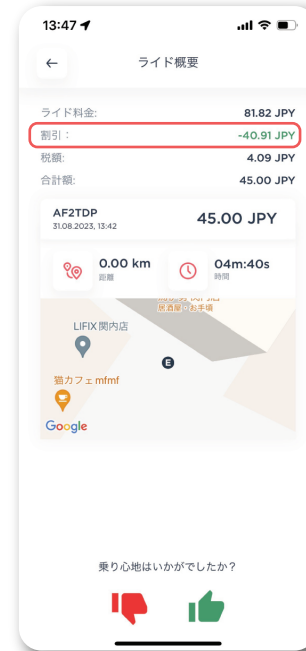 13:47
ライド概要
ライド料金: 81.82 JPY
割引： -40.91 JPY
税額: 4.09 JPY
合計額: 45.00 JPY
AF2TDP
31.08.2023, 13:42
45.00 JPY
0.00 km
距離
04m:40s
時間
居酒屋・お手頃
LIFIX 関内店
E
猫カフェ mfmf
Google
乗り心地はいかがでしたか？